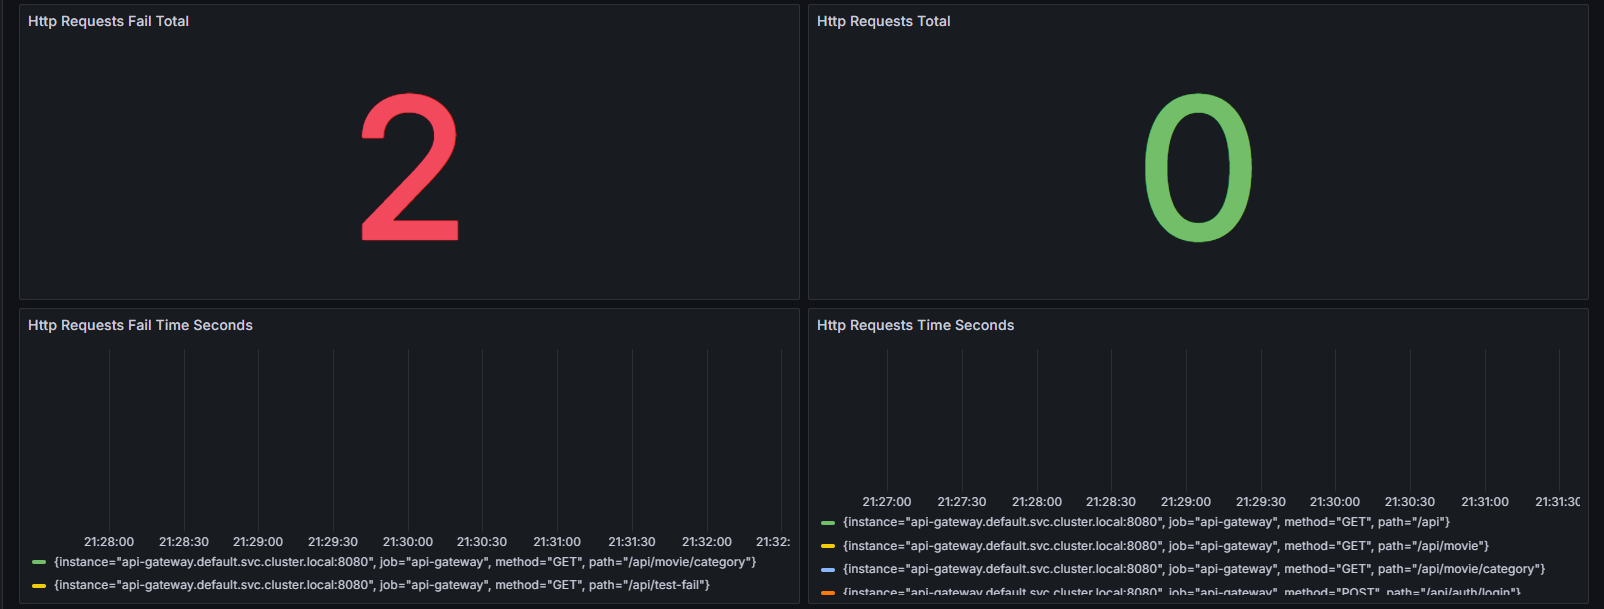 Http Requests Fail Total
2
Http Requests Total
0
Http Requests Fail Time Seconds
21:28:00 21:28:30 21:29:00 21:29:30 21:30:00 21:30:30 21:31:00 21:31:30 21:32:00 21:32:
{instance="api-gateway.default.svc.cluster.local:8080", job="api-gateway", method="GET", path="/api/movie/category"}
{instance="api-gateway.default.svc.cluster.local:8080", job="api-gateway", method="GET", path="/api/test-fail"}
Http Requests Time Seconds
21:27:00 21:27:30 21:28:00 21:28:30 21:29:00 21:29:30 21:30:00 21:30:30 21:31:00 21:31:30
{instance="api-gateway.default.svc.cluster.local:8080", job="api-gateway", method="GET", path="/api"}
{instance="api-gateway.default.svc.cluster.local:8080", job="api-gateway", method="GET", path="/api/movie"}
{instance="api-gateway.default.svc.cluster.local:8080", job="api-gateway", method="GET", path="/api/movie/category"}
{instance="api-gateway.default.svc.cluster.local:8080", job="api-gateway", method="POST", path="/api/auth/login"}